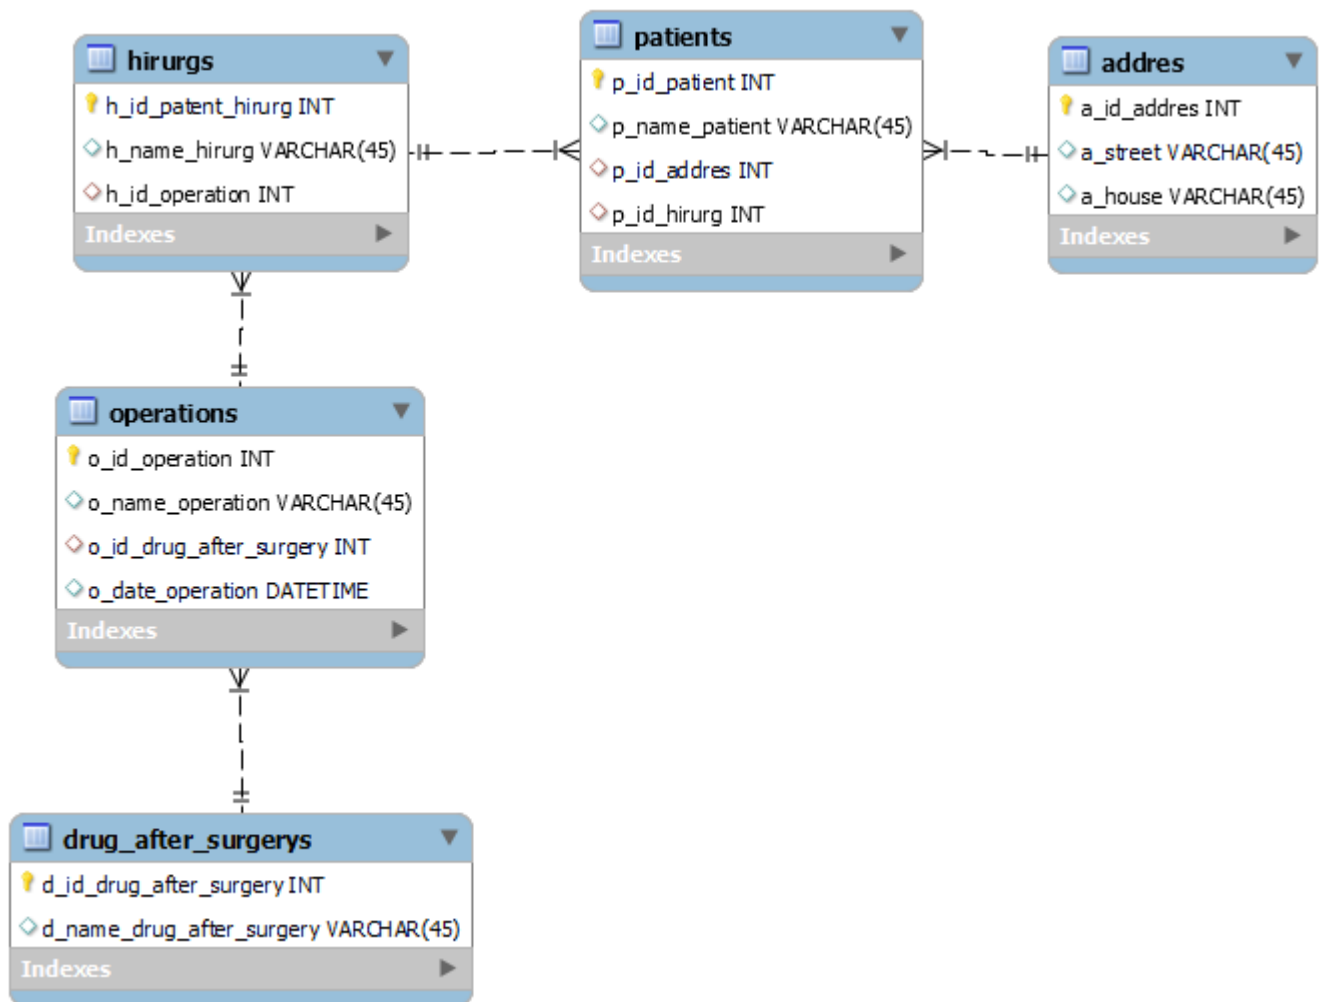 hirurgs
h_id_patent_hirurg INT
h_name_hirurg VARCHAR(45)
h_id_operation INT
Indexes
patients
p_id_patient INT
p_name_patient VARCHAR(45)
p_id_addres INT
p_id_hirurg INT
Indexes
addres
a_id_addres INT
a_street VARCHAR(45)
a_house VARCHAR(45)
Indexes
operations
o_id_operation INT
o_name_operation VARCHAR(45)
o_id_drug_after_surgery INT
o_date_operation DATETIME
Indexes
drug_after_surgerys
d_id_drug_after_surgery INT
d_name_drug_after_surgery VARCHAR(45)
Indexes